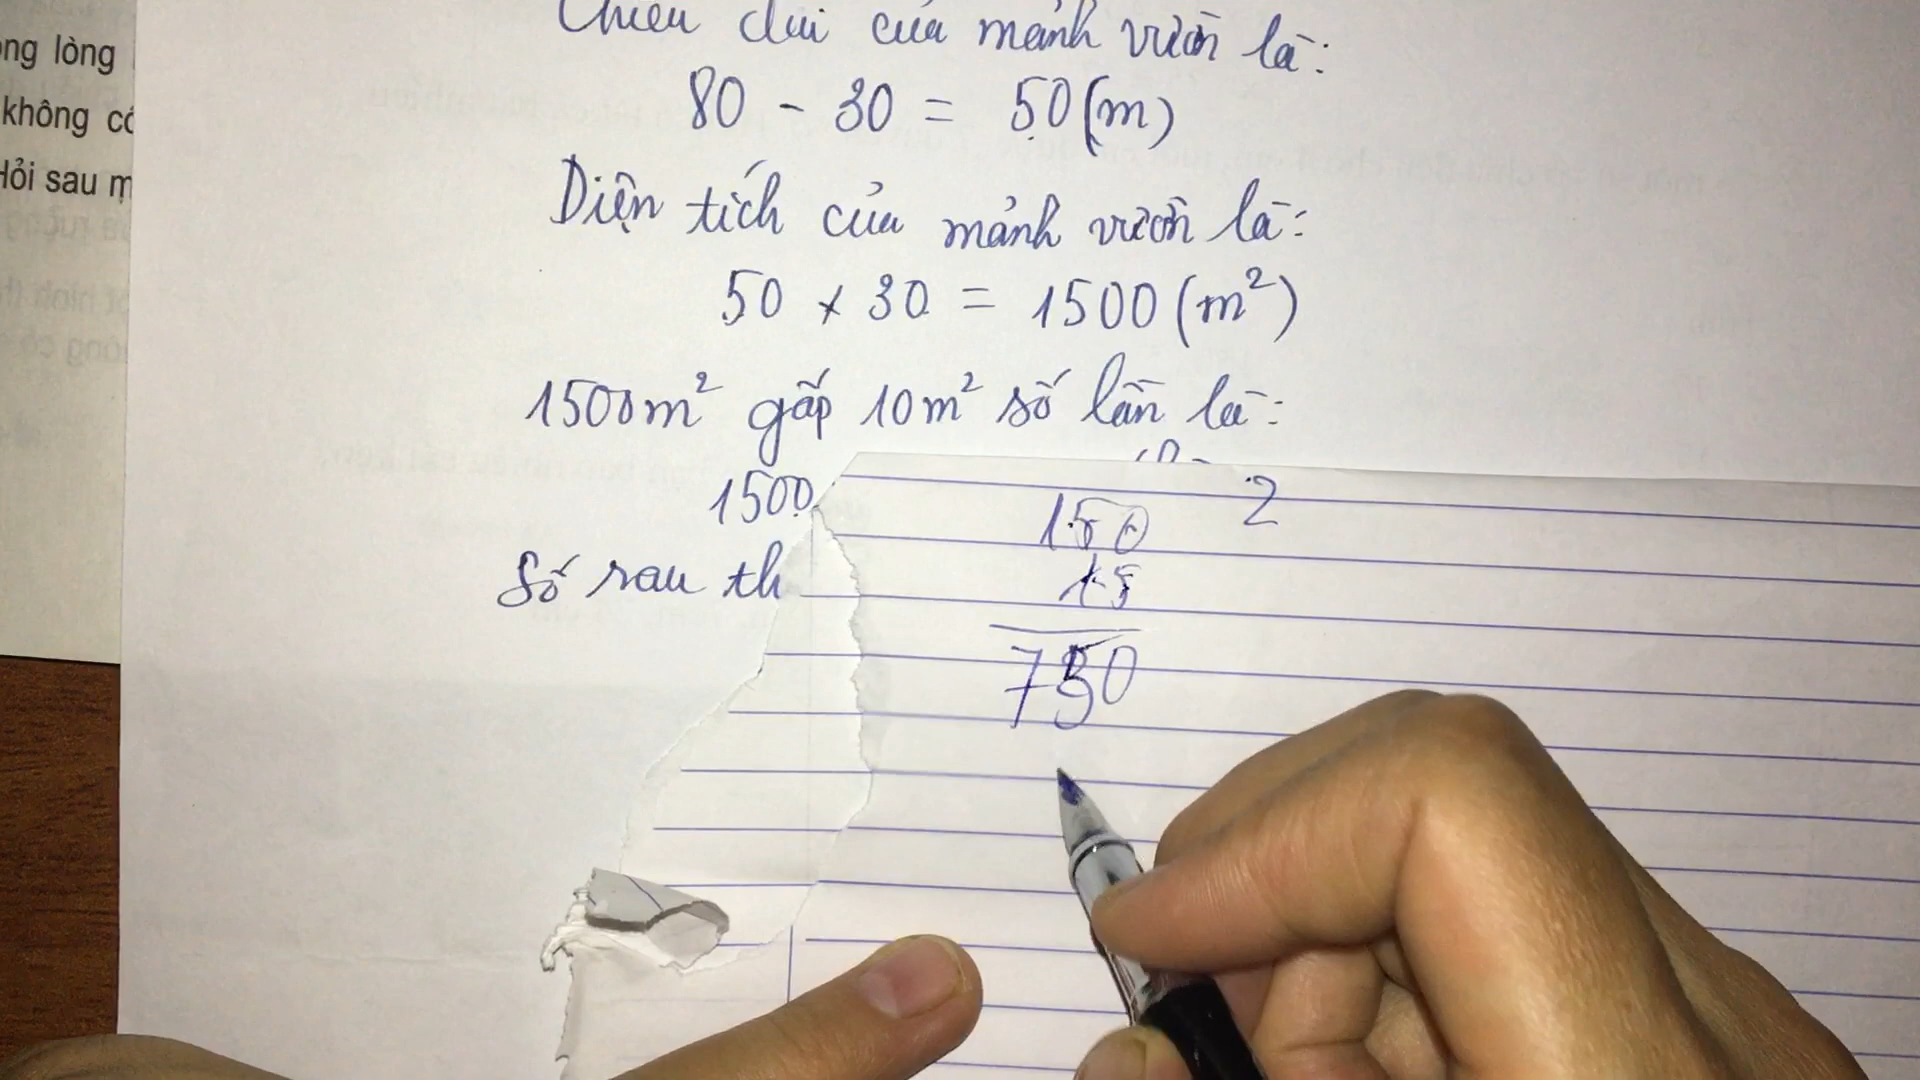 ng lòng
không có
Hỏi sau m
Chiều dài của mảnh vườn là:
80 - 30 = 50(m)
Diện tích của mảnh vườn là:
50 x 30 = 1500 (m²)
1500m² gấp 10m² số lần là:
1500
Số rau th
2
150
15
750